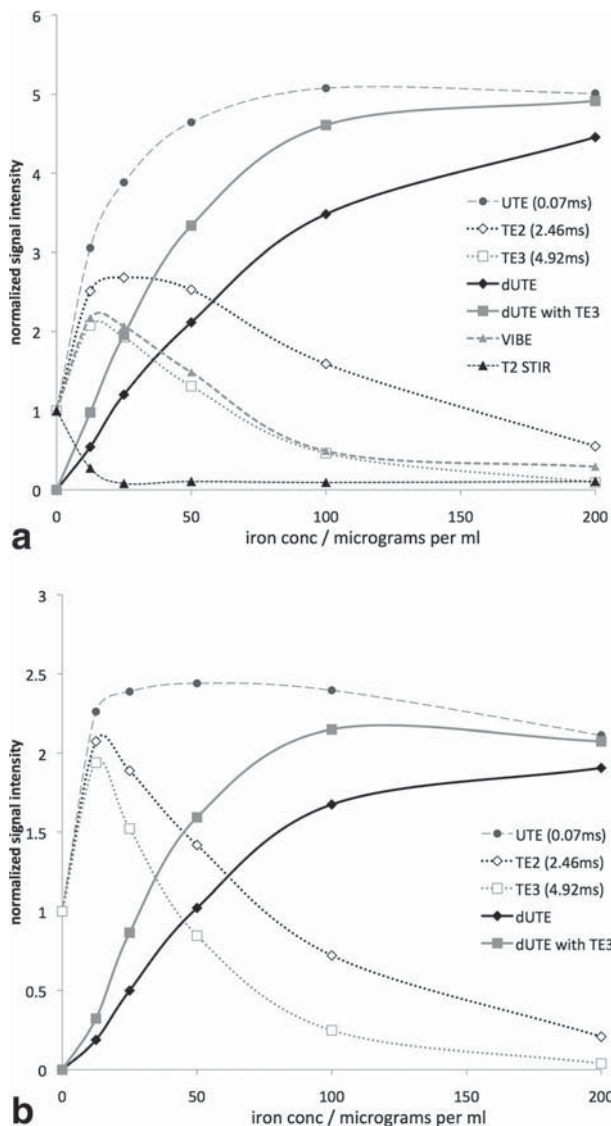 6
5
4
3
2
1
0
normalized signal intensity
UTE (0.07ms)
TE2 (2.46ms)
TE3 (4.92ms)
dUTE
dUTE with TE3
VIBE
T2 STIR
0
50
100
150
200
iron conc / micrograms per ml
a
3
2.5
2
1.5
1
0.5
0
normalized signal intensity
UTE (0.07ms)
TE2 (2.46ms)
TE3 (4.92ms)
dUTE
dUTE with TE3
0
50
100
150
200
iron conc / micrograms per ml
b